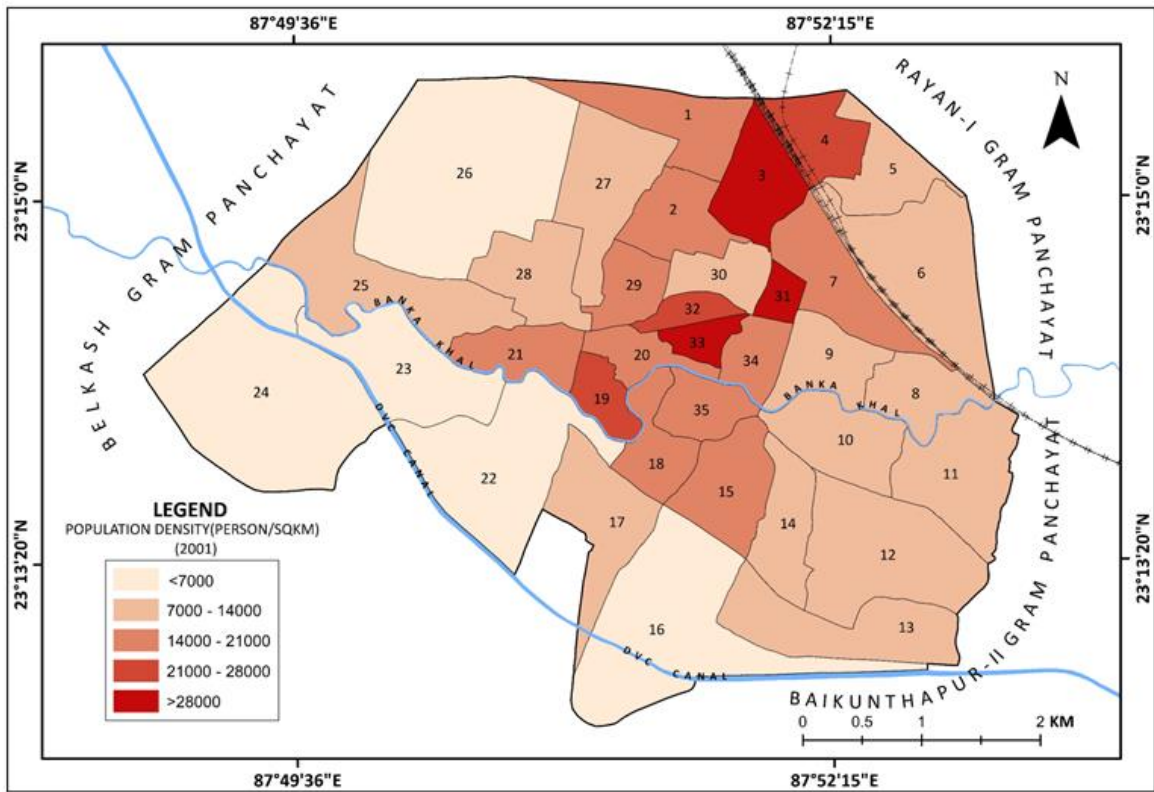 87°49'36"E
87°52'15"E
N
RAYAN-I GRAM PANCHAYAT
BELKASH GRAM PANCHAYAT
23°15'0"N
23°15'0"N
1
4
5
3
26
27
2
6
28
30
29
7
31
25
32
33
BANKA KHAL
21
20
34
9
23
24
19
35
8
BANKA KHAL
10
DVC CANAL
18
11
22
15
17
14
12
23°13'20"N
23°13'20"N
16
13
DVC CANAL
BAIKUNTHAPUR-II GRAM PANCHAYAT
LEGEND
POPULATION DENSITY(PERSON/SQKM)
(2001)
<7000
7000 - 14000
14000 - 21000
21000 - 28000
>28000
0 0.5 1 2 KM
87°49'36"E
87°52'15"E